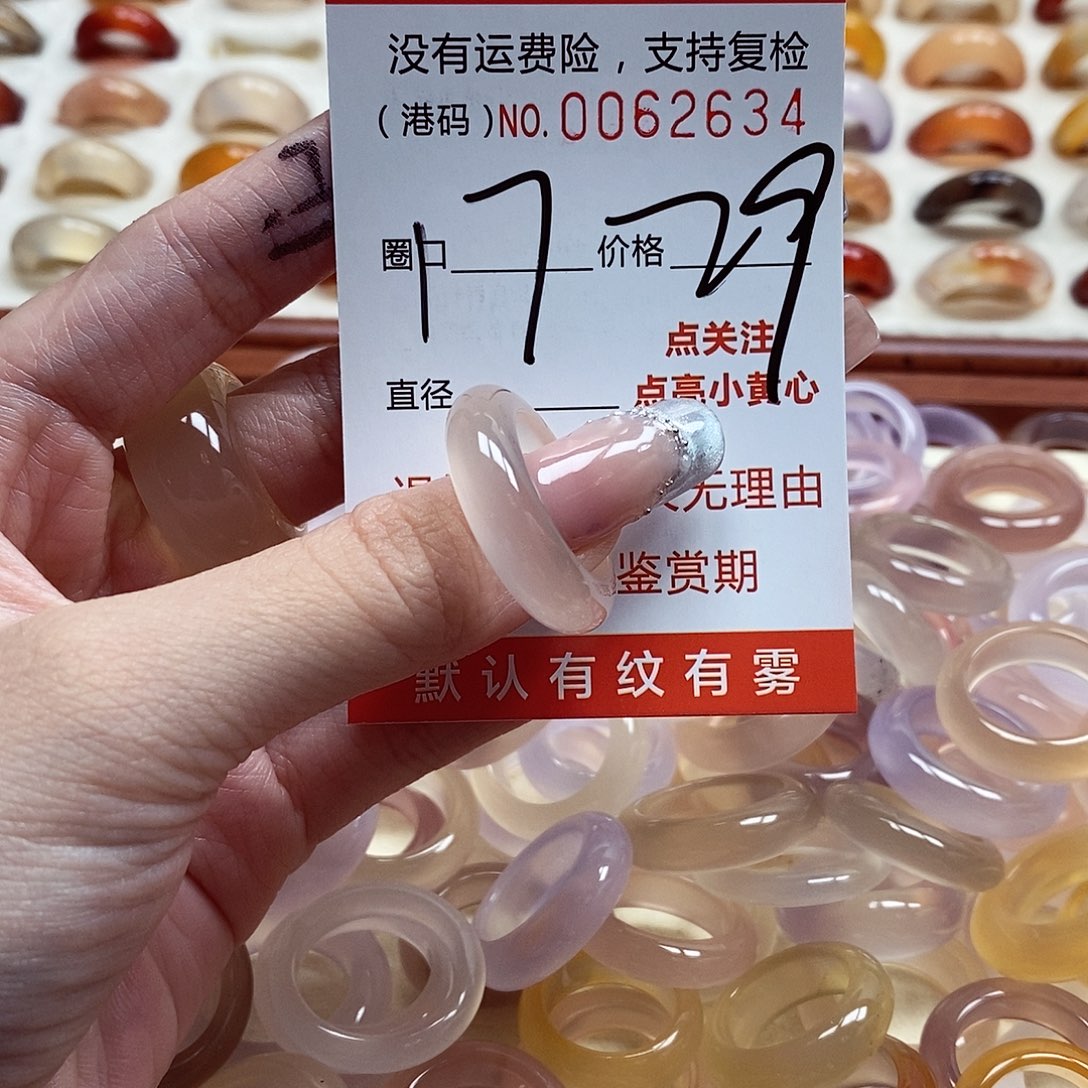 没有运费险，支持复检
（港码）NO. 0062634
圈口 17 价格 29
点关注
直径 点亮小黄心
无理由
鉴赏期
默认有纹有雾